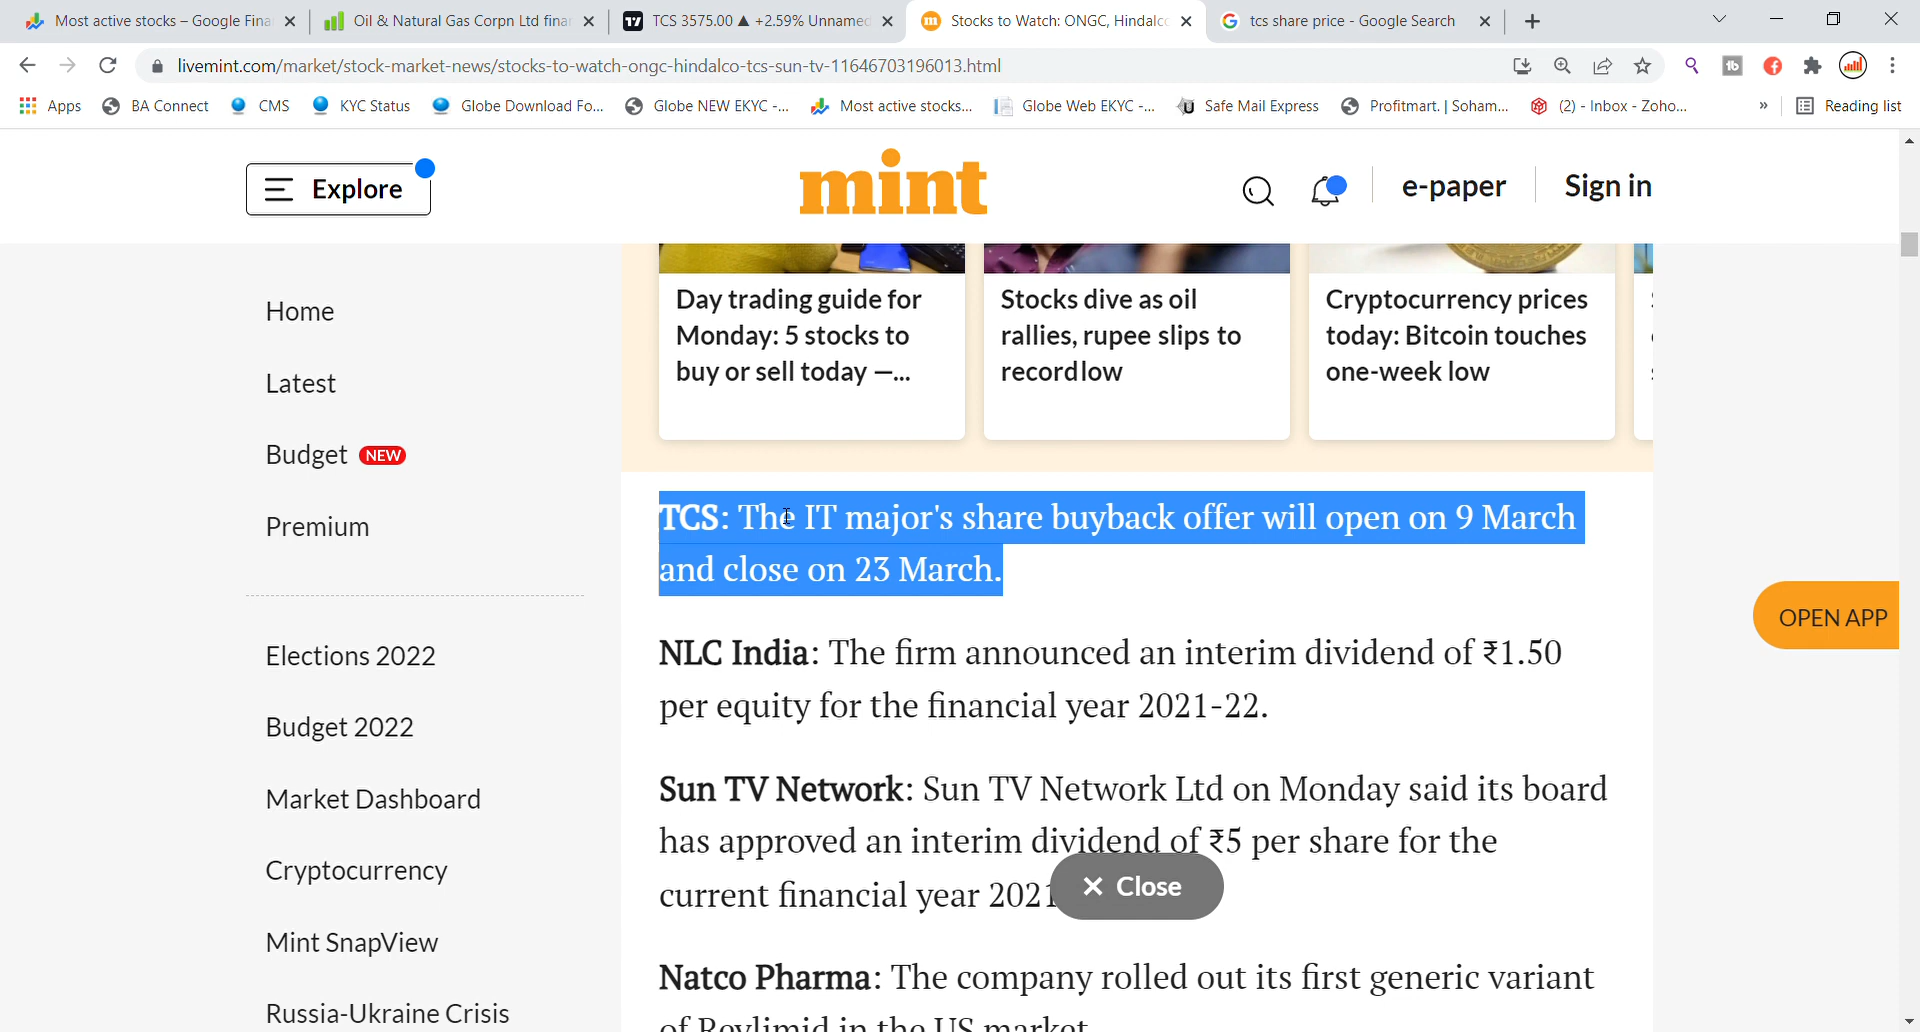 Most active stocks – Google Fina
Oil & Natural Gas Corpn Ltd fina
TCS 3575.00 ▲ +2.59% Unnamed
Stocks to Watch: ONGC, Hindalco
tcs share price - Google Search
livemint.com/market/stock-market-news/stocks-to-watch-ongc-hindalco-tcs-sun-tv-11646703196013.html
Apps
BA Connect
CMS
KYC Status
Globe Download Fo...
Globe NEW EKYC -...
Most active stocks...
Globe Web EKYC -...
Safe Mail Express
Profitmart. | Soham...
(2) - Inbox - Zoho...
»
Reading list
Explore
mint
e-paper
Sign in
Home
Latest
Budget NEW
Premium
Elections 2022
Budget 2022
Market Dashboard
Cryptocurrency
Mint SnapView
Russia-Ukraine Crisis
Day trading guide for
Monday: 5 stocks to
buy or sell today —...
Stocks dive as oil
rallies, rupee slips to
record low
Cryptocurrency prices
today: Bitcoin touches
one-week low
TCS: The IT major's share buyback offer will open on 9 March
and close on 23 March.
NLC India: The firm announced an interim dividend of ₹1.50
per equity for the financial year 2021-22.
Sun TV Network: Sun TV Network Ltd on Monday said its board
has approved an interim dividend of ₹5 per share for the
current financial year 2021
× Close
Natco Pharma: The company rolled out its first generic variant
of Revlimid in the US market
OPEN APP